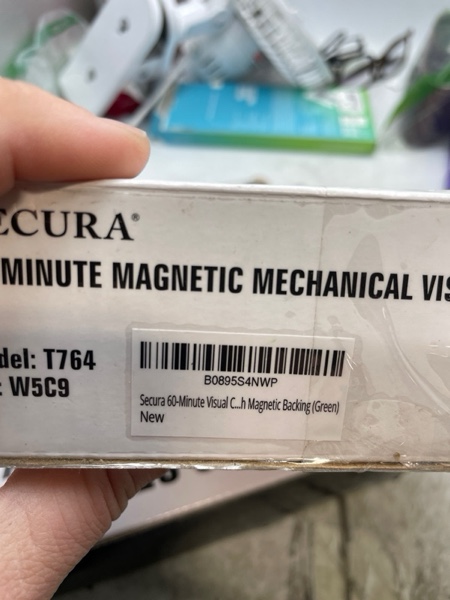 ECURA®
MINUTE MAGNETIC MECHANICAL VIS
del: T764
: W5C9
B0895S4NWP
Secura 60-Minute Visual C...h Magnetic Backing (Green)
New